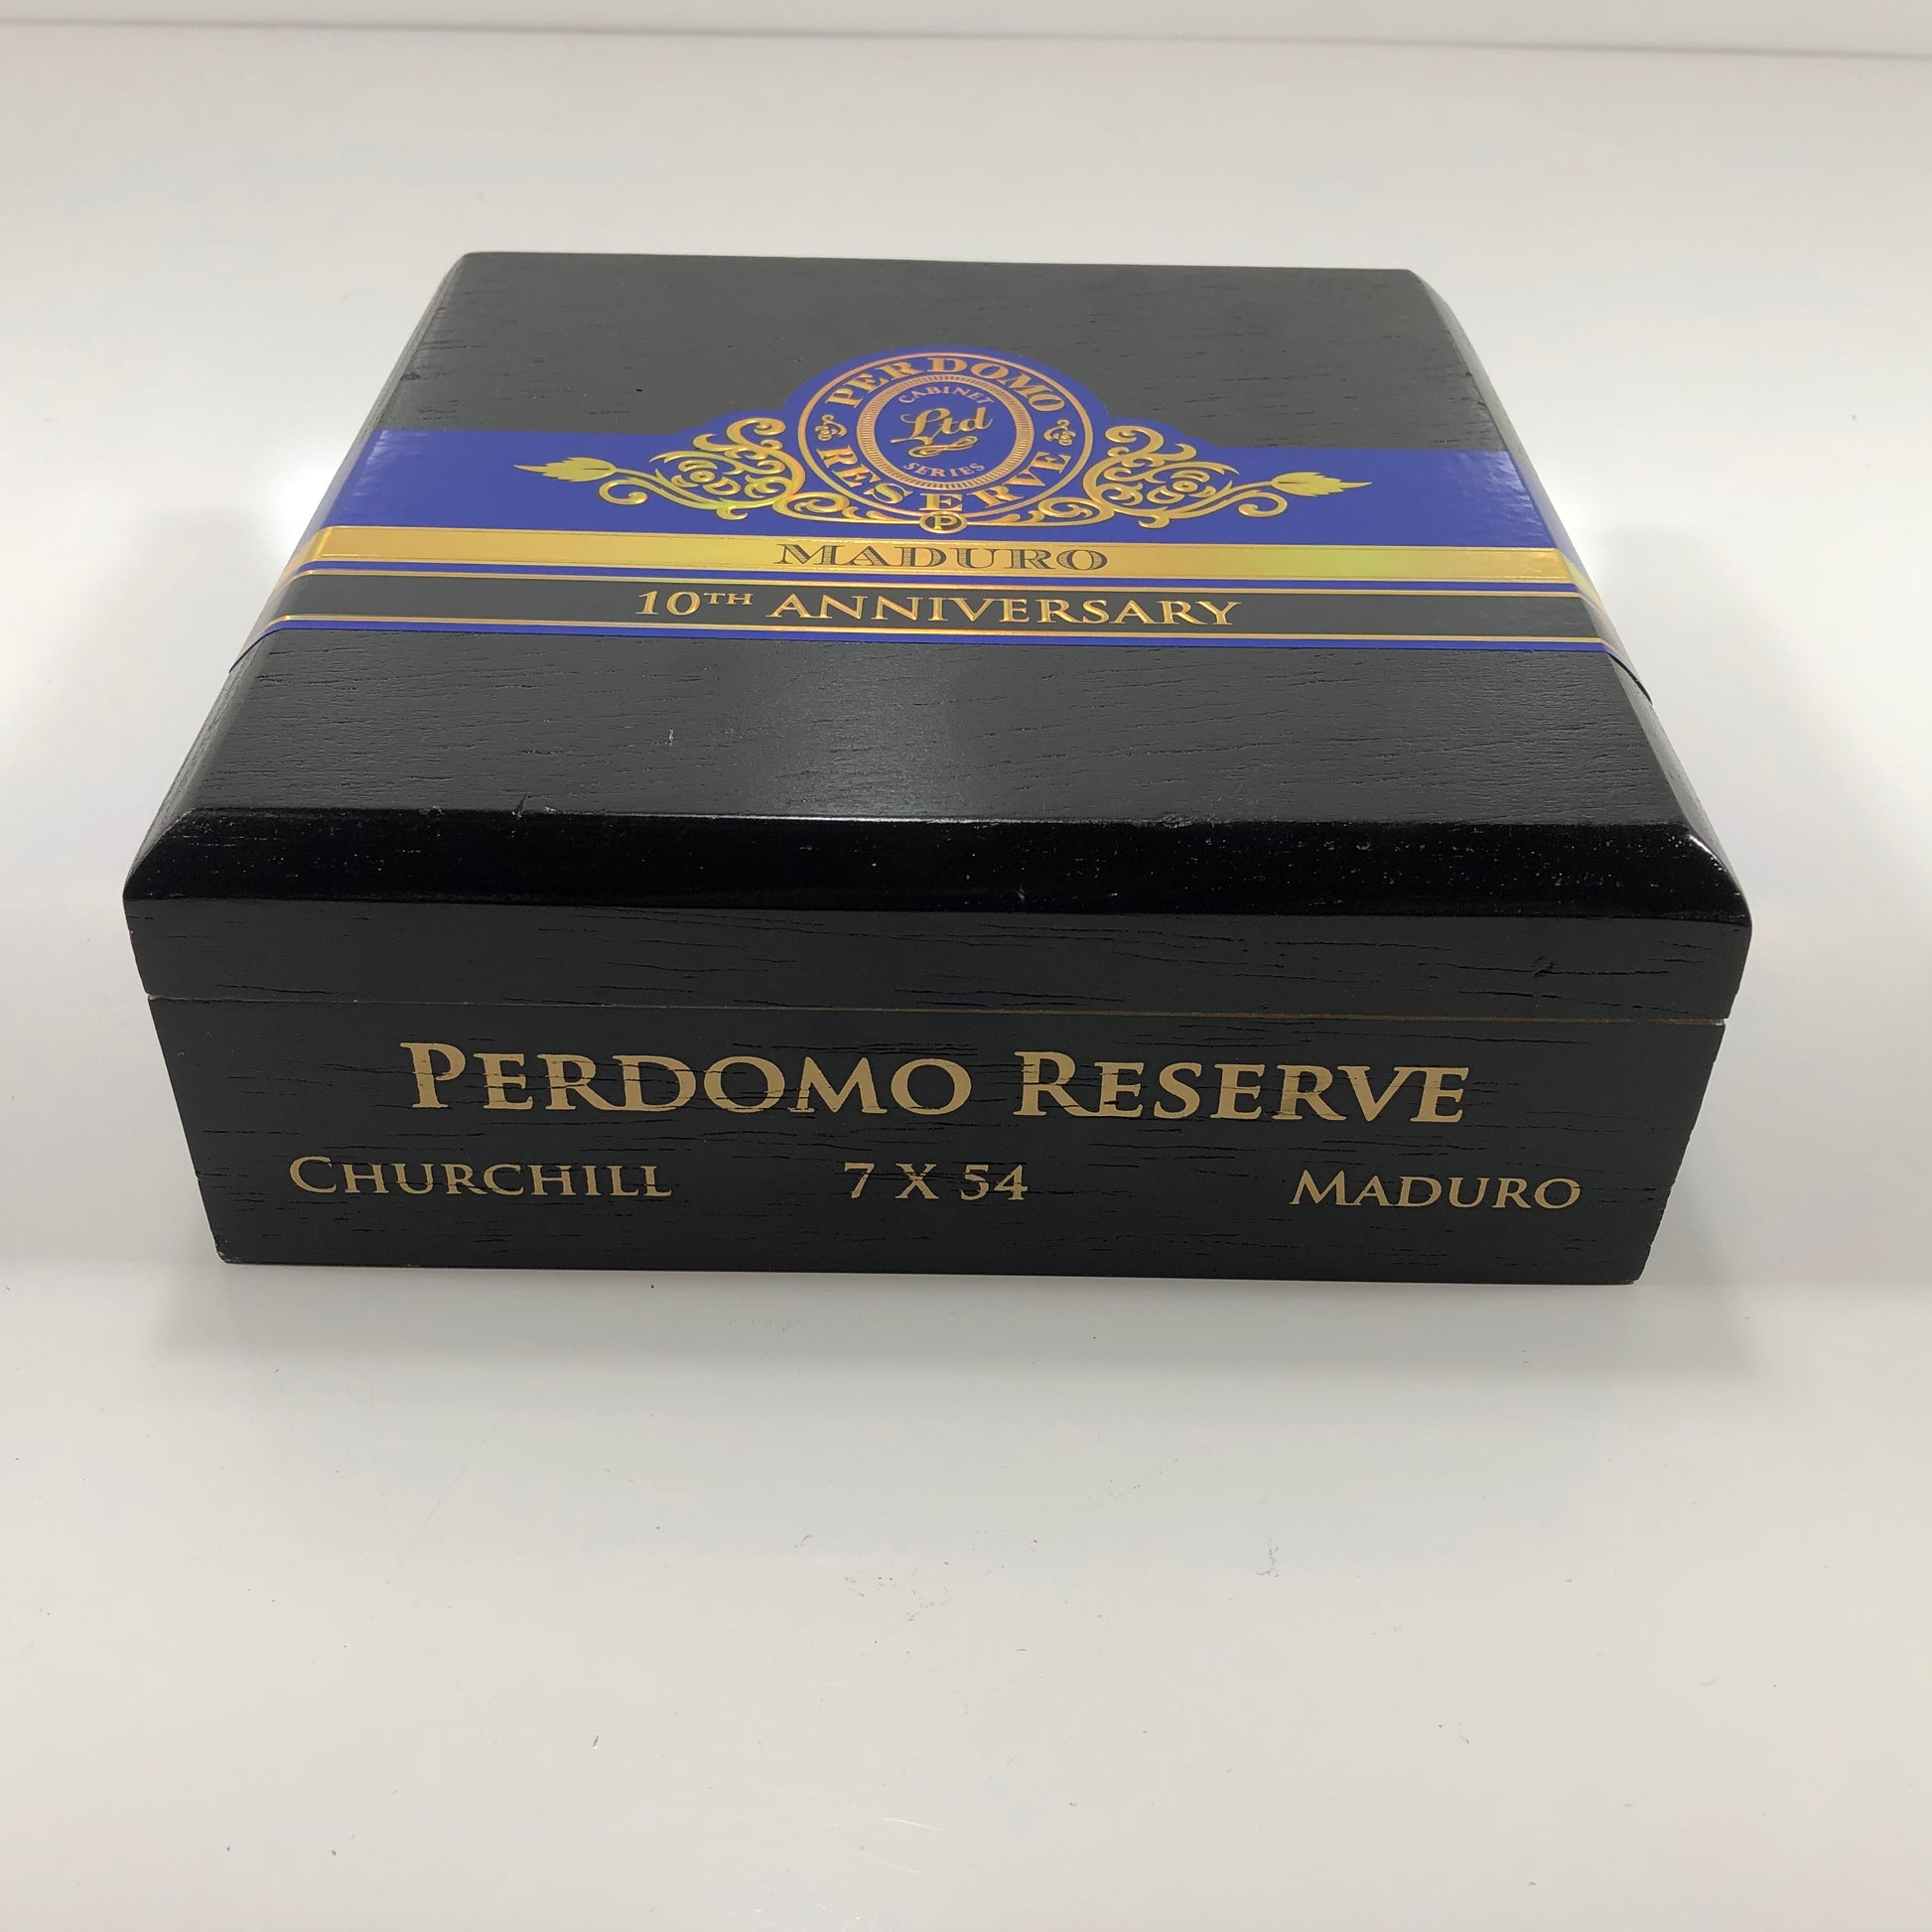 PERDOMO
CABINET
Ltd
SERIES
RESERVE
P
MADURO
10TH ANNIVERSARY
PERDOMO RESERVE
CHURCHILL 7 X 54 MADURO